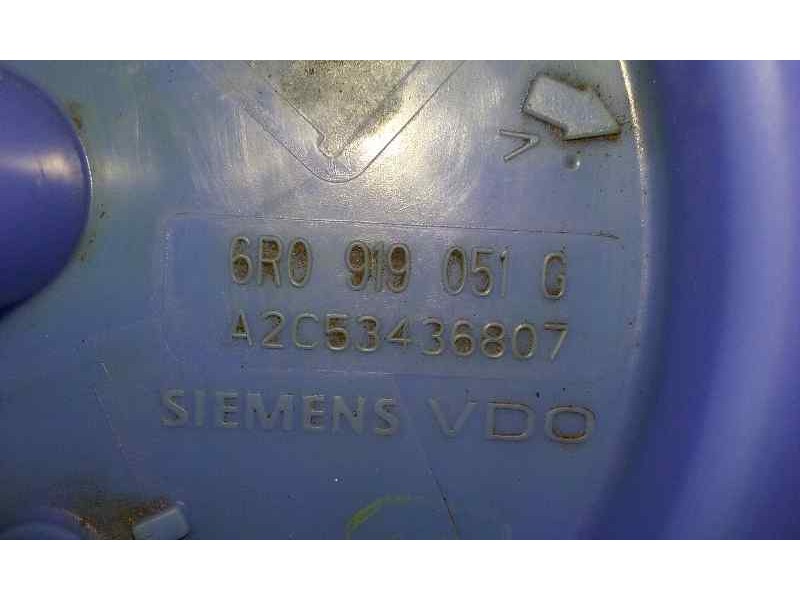 6R0 919 051 G
A2C53436807
SIEMENS VDO